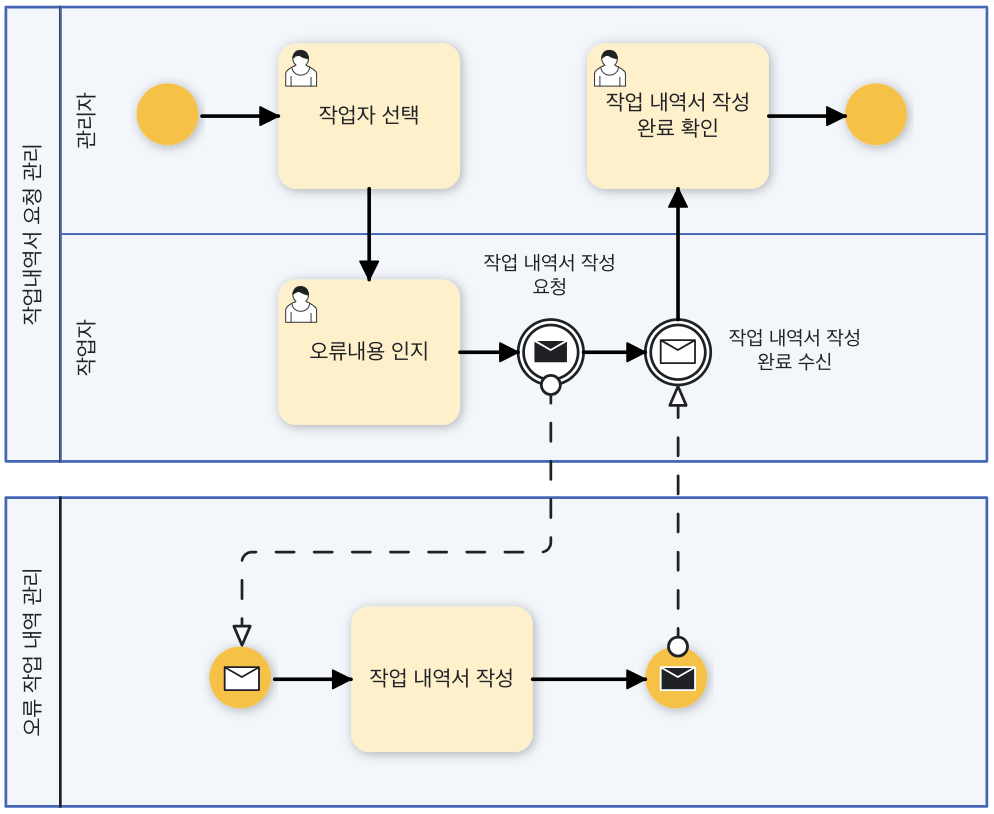 작업내역서 요청 관리
관리자
작업자 선택
작업 내역서 작성
완료 확인
작업자
오류내용 인지
작업 내역서 작성
요청
작업 내역서 작성
완료 수신
오류 작업 내역 관리
작업 내역서 작성